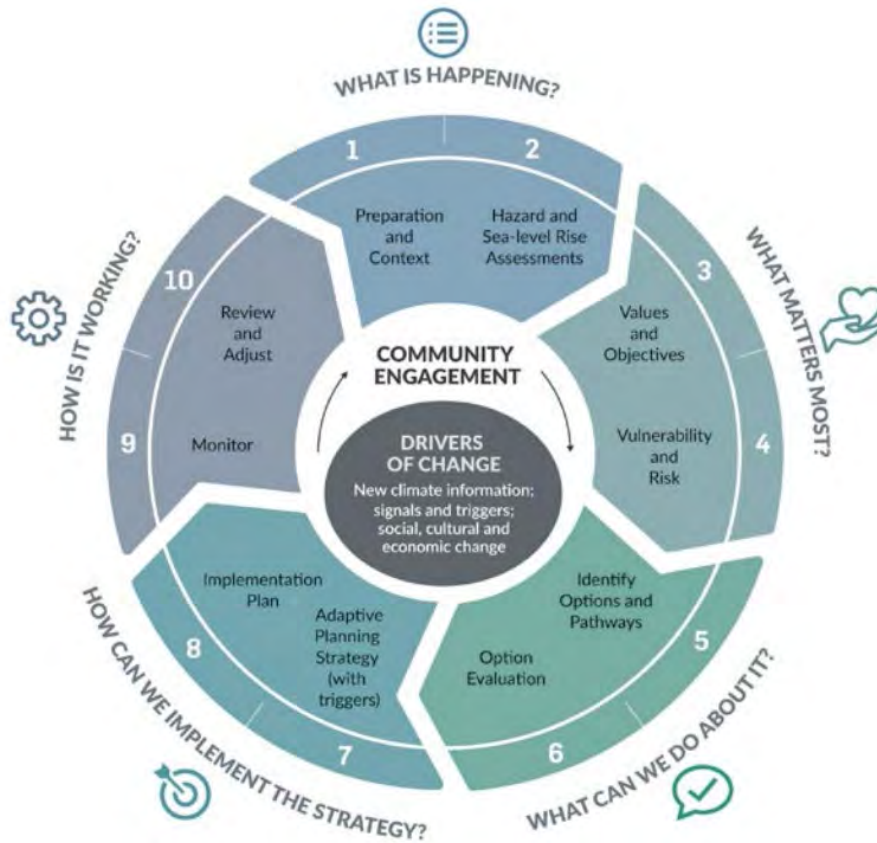 WHAT IS HAPPENING?
1
Preparation
and
Context
2
Hazard and
Sea-level Rise
Assessments
WHAT MATTERS MOST?
3
Values
and
Objectives
4
Vulnerability
and
Risk
WHAT CAN WE DO ABOUT IT?
5
Identify
Options and
Pathways
6
Option
Evaluation
HOW CAN WE IMPLEMENT THE STRATEGY?
7
Adaptive
Planning
Strategy
(with
triggers)
8
Implementation
Plan
HOW IS IT WORKING?
9
Monitor
10
Review
and
Adjust
COMMUNITY
ENGAGEMENT
DRIVERS
OF CHANGE
New climate information;
signals and triggers;
social, cultural and
economic change